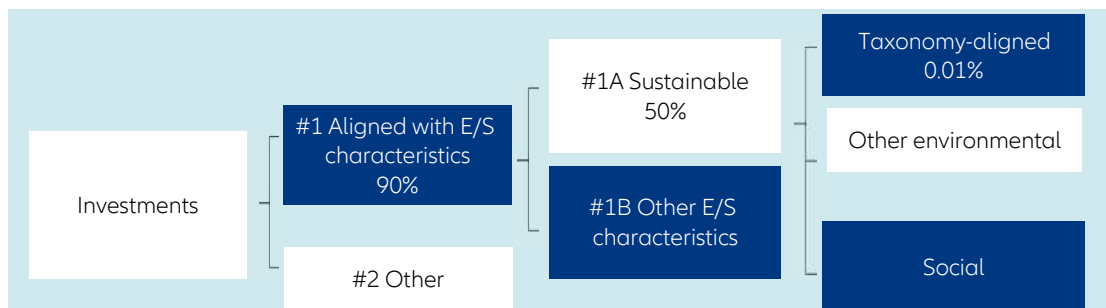 Investments
#1 Aligned with E/S
characteristics
90%
#2 Other
#1A Sustainable
50%
#1B Other E/S
characteristics
Taxonomy-aligned
0.01%
Other environmental
Social